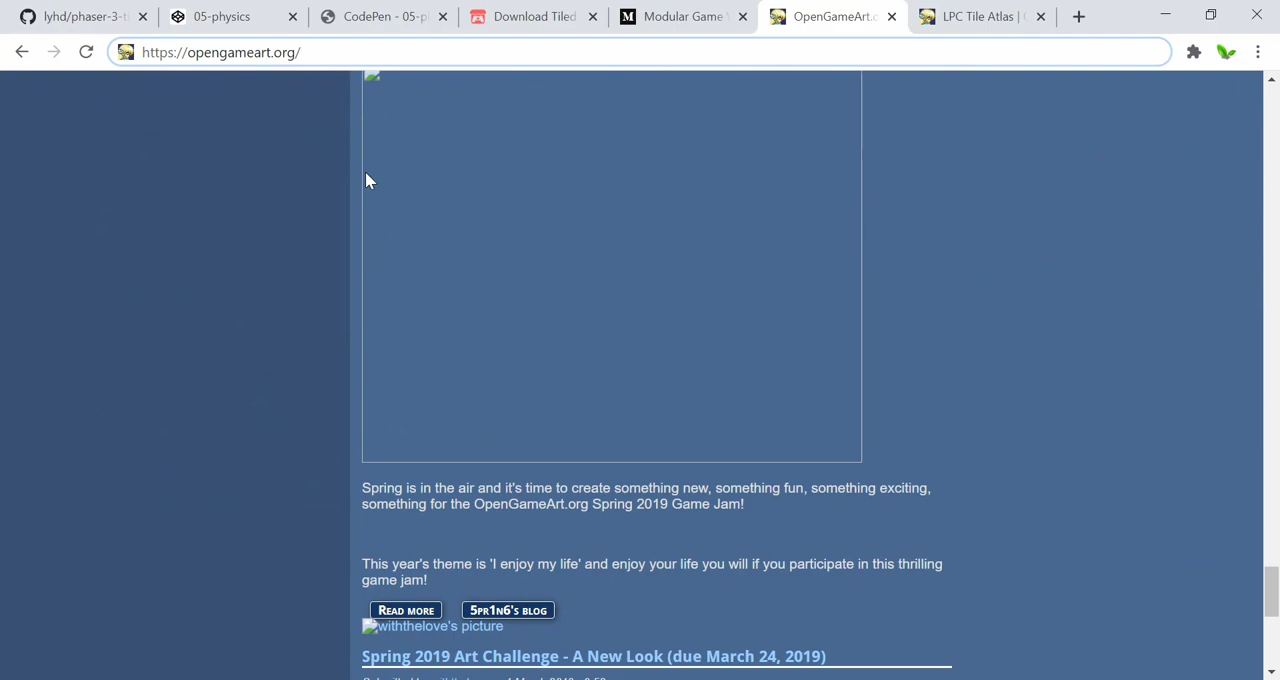 lyhd/phaser-3-t
05-physics
CodePen - 05-p
Download Tiled
Modular Game
OpenGameArt.o
LPC Tile Atlas |
https://opengameart.org/
Spring is in the air and it's time to create something new, something fun, something exciting,
something for the OpenGameArt.org Spring 2019 Game Jam!
This year's theme is 'I enjoy my life' and enjoy your life you will if you participate in this thrilling
game jam!
Read more
5pr1n6's blog
withthelove's picture
Spring 2019 Art Challenge - A New Look (due March 24, 2019)